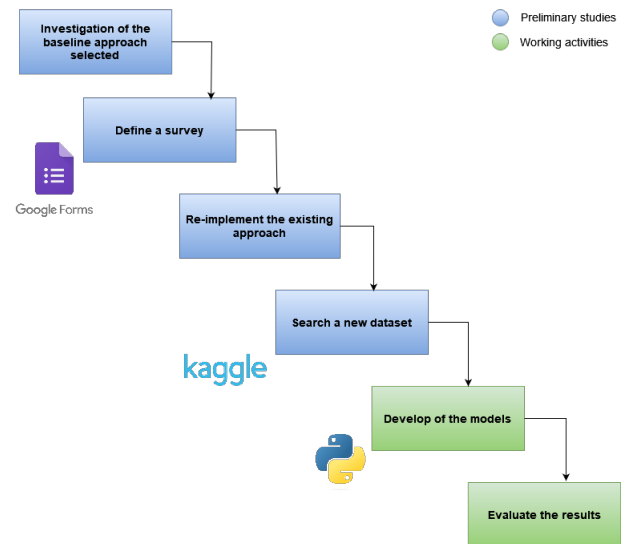 Investigation of the
baseline approach
selected
Preliminary studies
Working activities
Define a survey
Google Forms
Re-implement the existing
approach
Search a new dataset
kaggle
Develop of the models
Evaluate the results